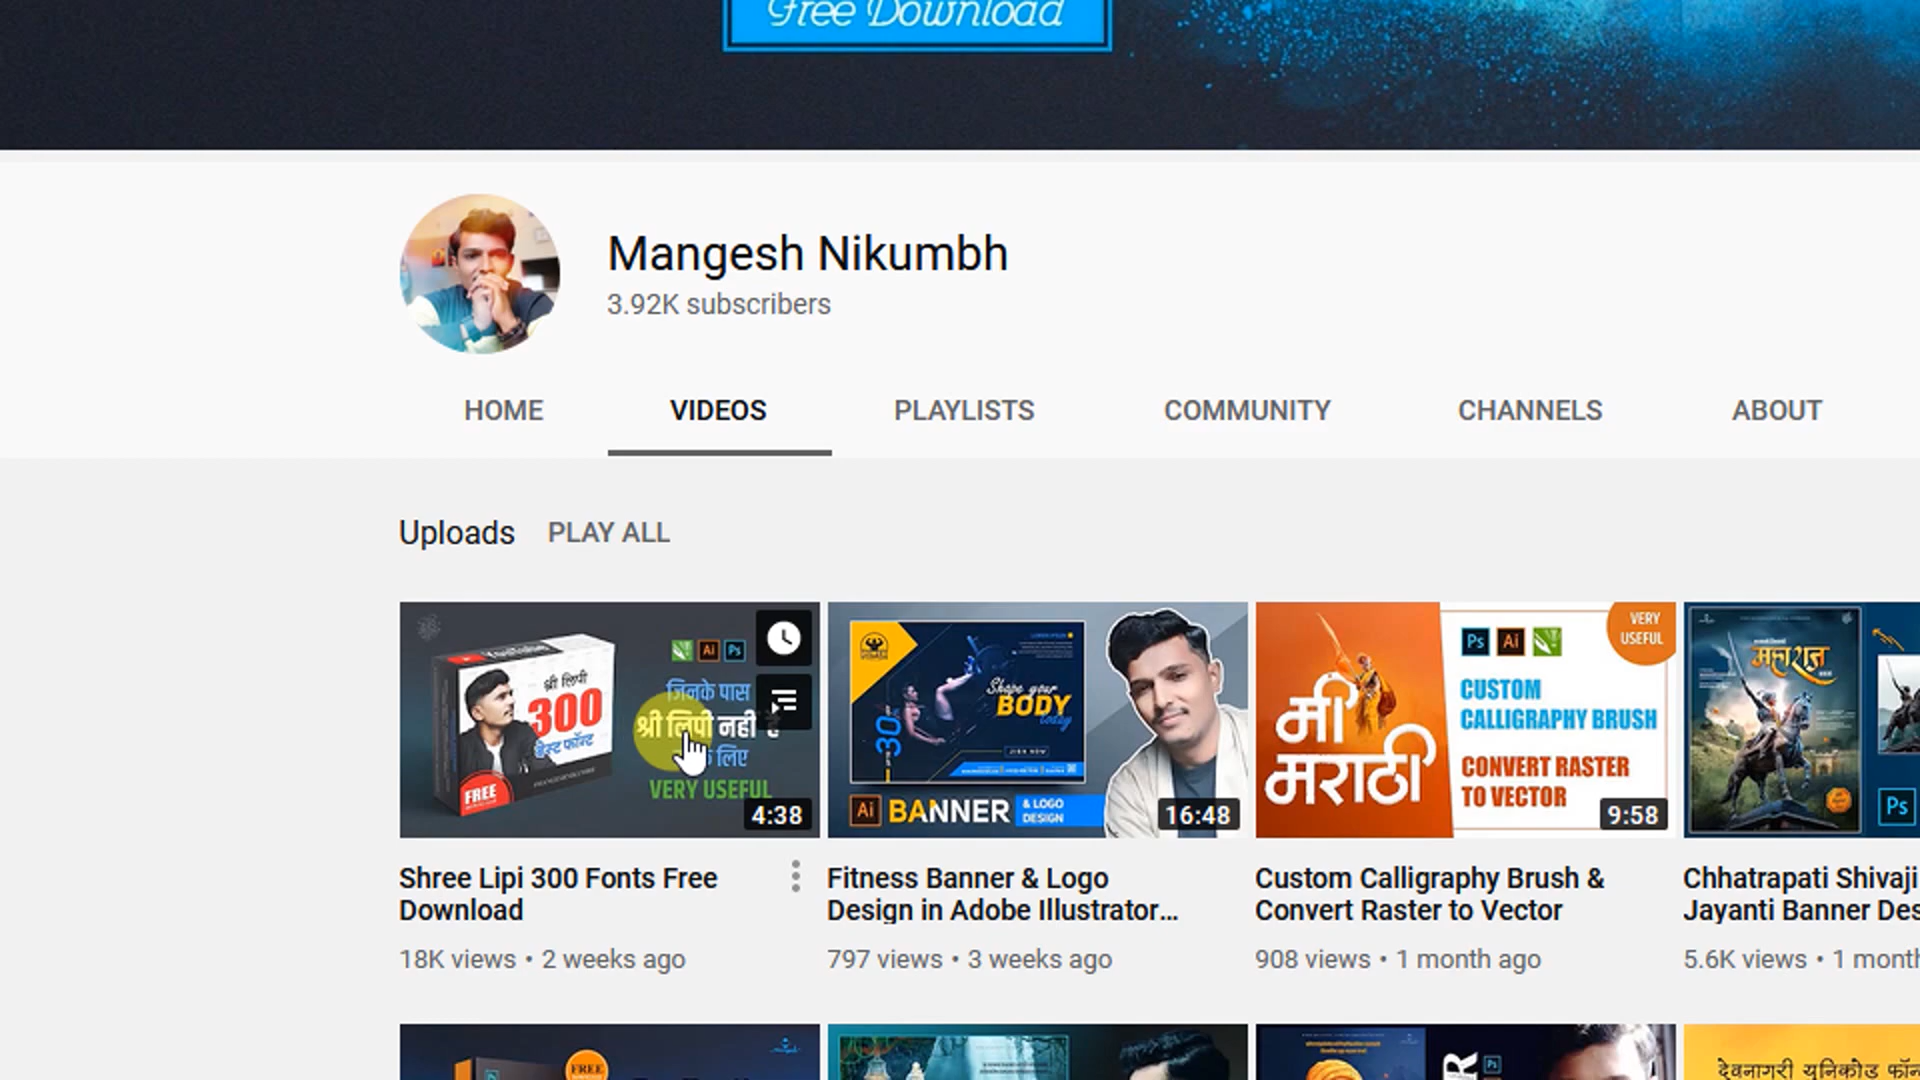 Free Download
Mangesh Nikumbh
3.92K subscribers
HOME
VIDEOS
PLAYLISTS
COMMUNITY
CHANNELS
ABOUT
Uploads
PLAY ALL
YouTube
श्री लिपी
300
बेस्ट फॉन्ट
FREE
Ai
Ps
जिनके पास
श्री लिपी नही है
लिए
VERY USEFUL
4:38
Shape your
BODY
today
30
JOIN NOW
Ai
BANNER
& LOGO
DESIGN
16:48
मी
मराठी
Ps
Ai
VERY
USEFUL
CUSTOM
CALLIGRAPHY BRUSH
CONVERT RASTER
TO VECTOR
9:58
महाराज
Ps
Shree Lipi 300 Fonts Free
Download
18K views • 2 weeks ago
Fitness Banner & Logo
Design in Adobe Illustrator...
797 views • 3 weeks ago
Custom Calligraphy Brush &
Convert Raster to Vector
908 views • 1 month ago
Chhatrapati Shivaji
Jayanti Banner Des
5.6K views • 1 month
FREE
Ps
R
Ps
देवनागरी युनिकोड फॉन